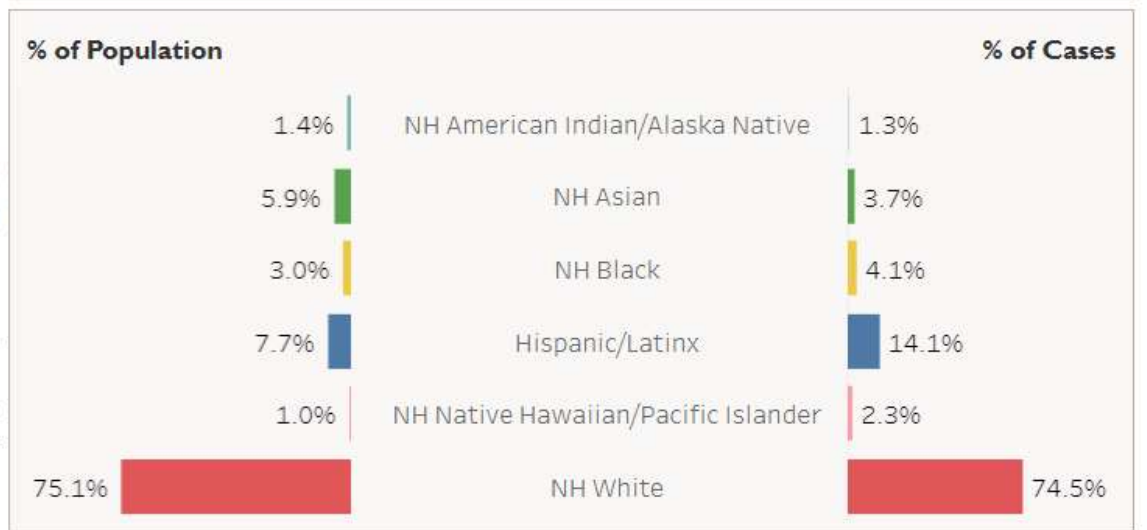 % of Population % of Cases
1.4% NH American Indian/Alaska Native 1.3%
5.9% NH Asian 3.7%
3.0% NH Black 4.1%
7.7% Hispanic/Latinx 14.1%
1.0% NH Native Hawaiian/Pacific Islander 2.3%
75.1% NH White 74.5%